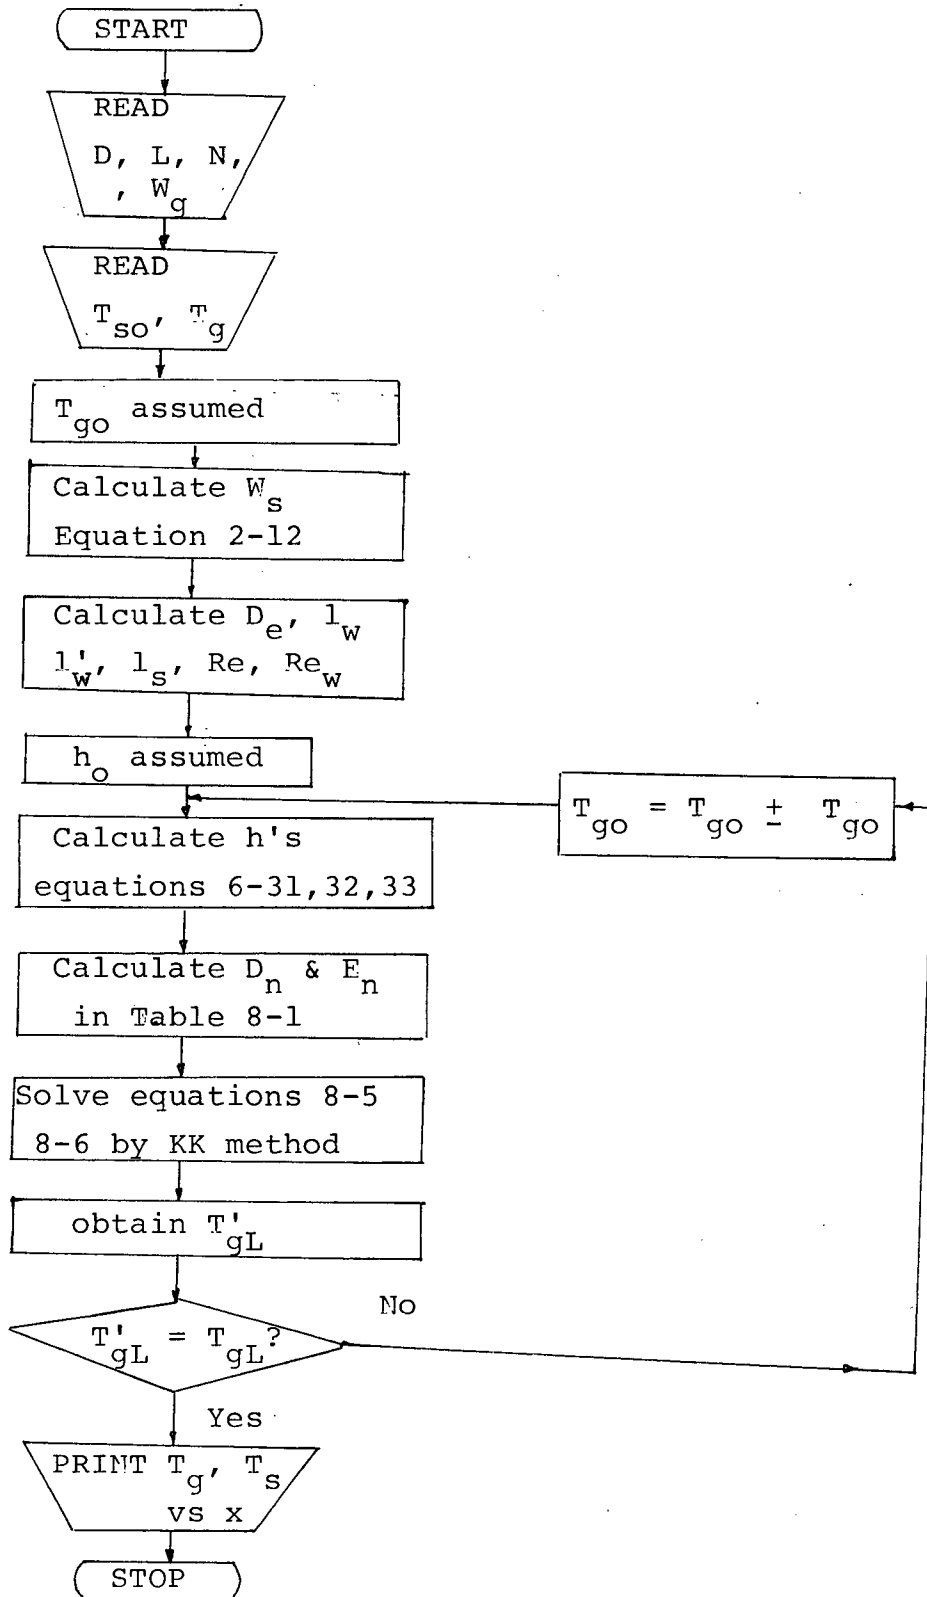 START
READ
D, L, N,
, W_g
READ
T_so, T_g
T_go assumed
Calculate W_s
Equation 2-12
Calculate D_e, l_w
l'_w, l_s, Re, Re_w
h_o assumed
T_go = T_go ± T_go
Calculate h's
equations 6-31,32,33
Calculate D_n & E_n
in Table 8-1
Solve equations 8-5
8-6 by KK method
obtain T'_gL
No
T'_gL = T_gL?
Yes
PRINT T_g, T_s
vs x
STOP